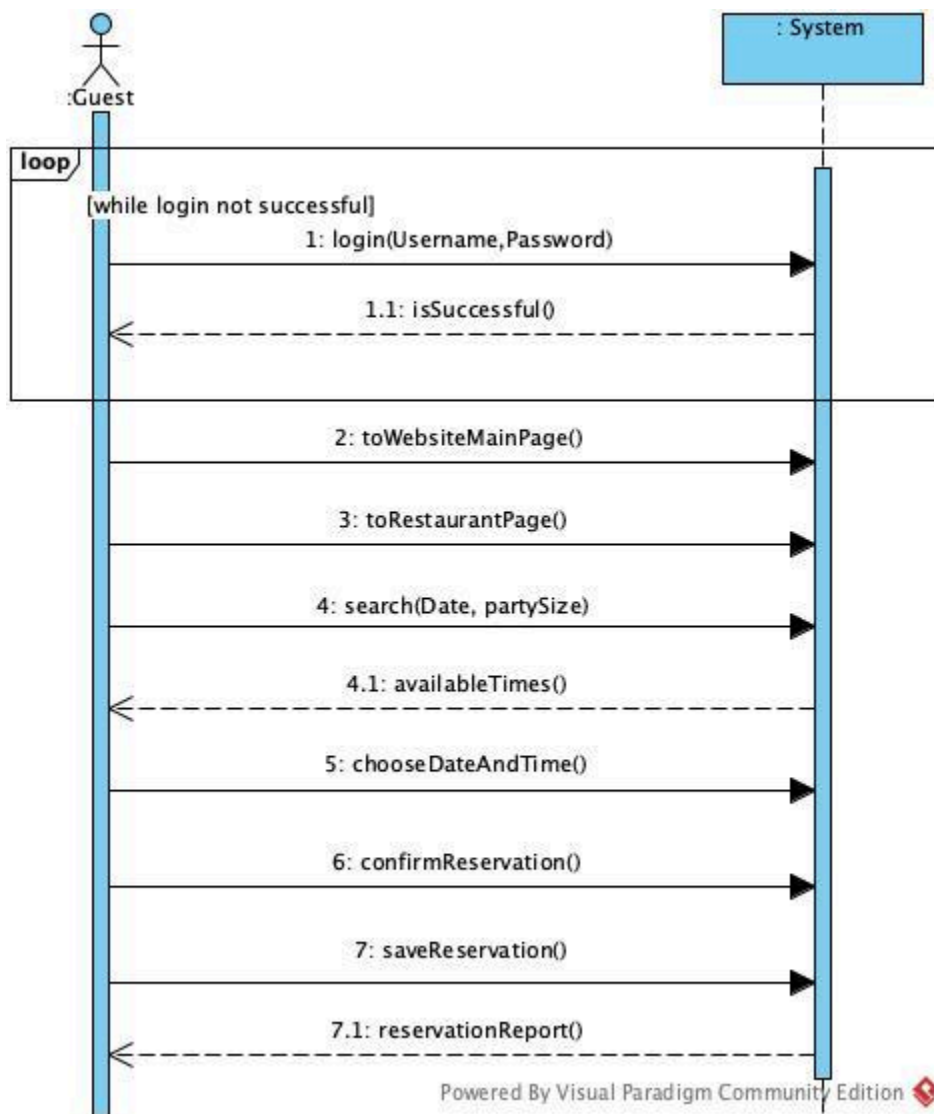 : System
:Guest
loop
[while login not successful]
1: login(Username,Password)
1.1: isSuccessful()
2: toWebsiteMainPage()
3: toRestaurantPage()
4: search(Date, partySize)
4.1: availableTimes()
5: chooseDateAndTime()
6: confirmReservation()
7: saveReservation()
7.1: reservationReport()
Powered By Visual Paradigm Community Edition